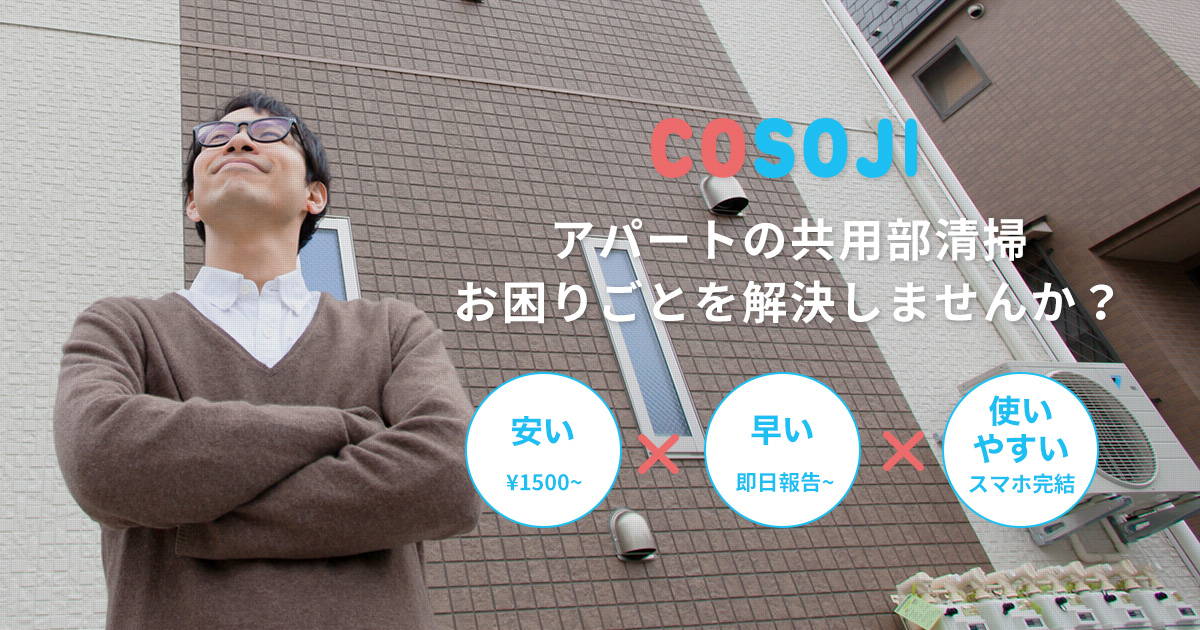 COSOJI
アパートの共用部清掃
お困りごとを解決しませんか？
安い
¥1500~
×
早い
即日報告~
×
使い
やすい
スマホ完結